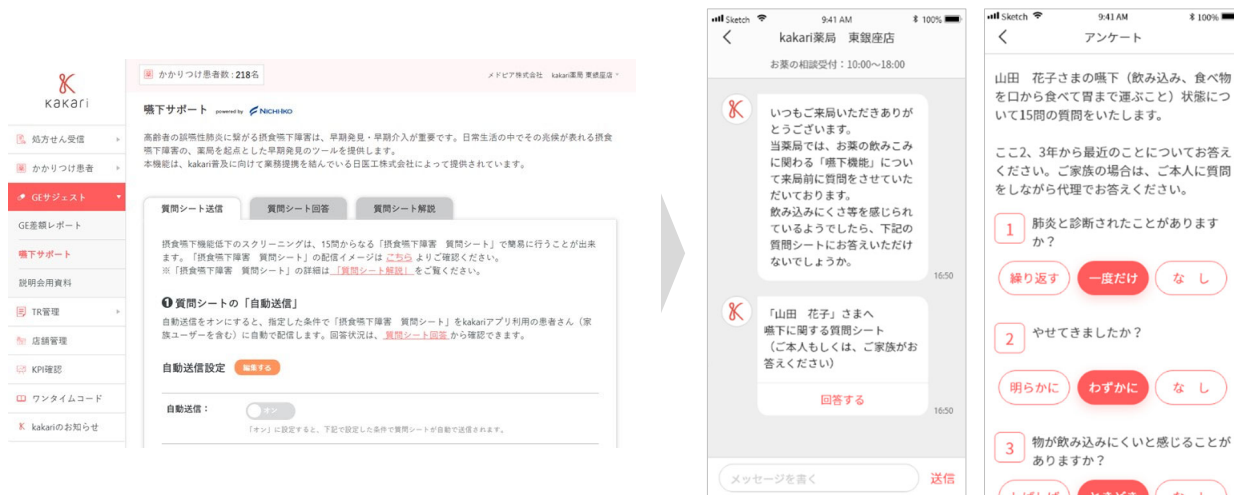 kakari
処方せん受信
かかりつけ患者
GEサジェスト
GE差額レポート
嚥下サポート
説明会用資料
TR管理
店舗管理
KPI確認
ワンタイムコード
kakariのお知らせ
かかりつけ患者数：218名
メドピア株式会社 kakari薬局 東銀座店
嚥下サポート powered by NICHI-IKO
高齢者の誤嚥性肺炎に繋がる摂食嚥下障害は、早期発見・早期介入が重要です。日常生活の中でその兆候が表れる摂食
嚥下障害の、薬局を起点とした早期発見のツールを提供します。
本機能は、kakari普及に向けて業務提携を結んでいる日医工株式会社によって提供されています。
質問シート送信
質問シート回答
質問シート解説
摂食嚥下機能低下のスクリーニングは、15問からなる「摂食嚥下障害 質問シート」で簡易に行うことが出来
ます。「摂食嚥下障害 質問シート」の配信イメージは こちら よりご確認ください。
※「摂食嚥下障害 質問シート」の詳細は「質問シート解説」をご覧ください。
❶質問シートの「自動送信」
自動送信をオンにすると、指定した条件で「摂食嚥下障害 質問シート」をkakariアプリ利用の患者さん（家
族ユーザーを含む）に自動で配信します。回答状況は、質問シート回答 から確認できます。
自動送信設定 編集する
自動送信： オン
「オン」に設定すると、下記で設定した条件で質問シートが自動で送信されます。
Sketch 9:41 AM 100%
kakari薬局 東銀座店
お薬の相談受付：10:00〜18:00
いつもご来局いただきありが
とうございます。
当薬局では、お薬の飲みこみ
に関わる「嚥下機能」につい
て来局前に質問をさせていた
だいております。
飲み込みにくさ等を感じられ
ているようでしたら、下記の
質問シートにお答えいただけ
ないでしょうか。
16:50
「山田 花子」さまへ
嚥下に関する質問シート
（ご本人もしくは、ご家族がお
答えください）
回答する
16:50
メッセージを書く 送信
Sketch 9:41 AM 100%
アンケート
山田 花子さまの嚥下（飲み込み、食べ物
を口から食べて胃まで運ぶこと）状態につ
いて15問の質問をいたします。
ここ2、3年から最近のことについてお答え
ください。ご家族の場合は、ご本人に質問
をしながら代理でお答えください。
1 肺炎と診断されたことがあります
か？
繰り返す 一度だけ なし
2 やせてきましたか？
明らかに わずかに なし
3 物が飲み込みにくいと感じることが
ありますか？
しばしば ときどき なし